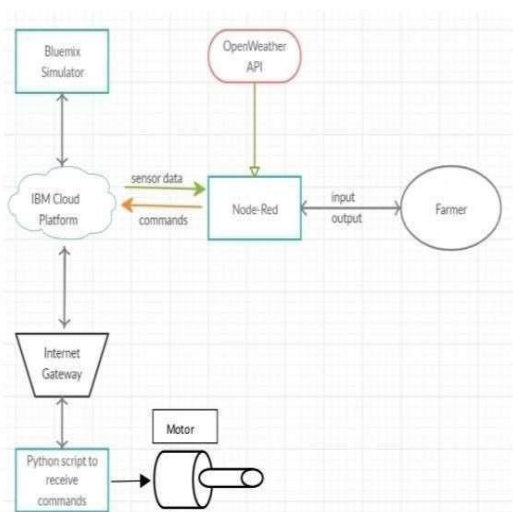 Bluemix
Simulator
OpenWeather
API
sensor data
IBM Cloud
Platform
commands
Node-Red
input
output
Farmer
Internet
Gateway
Motor
Python script to
receive
commands